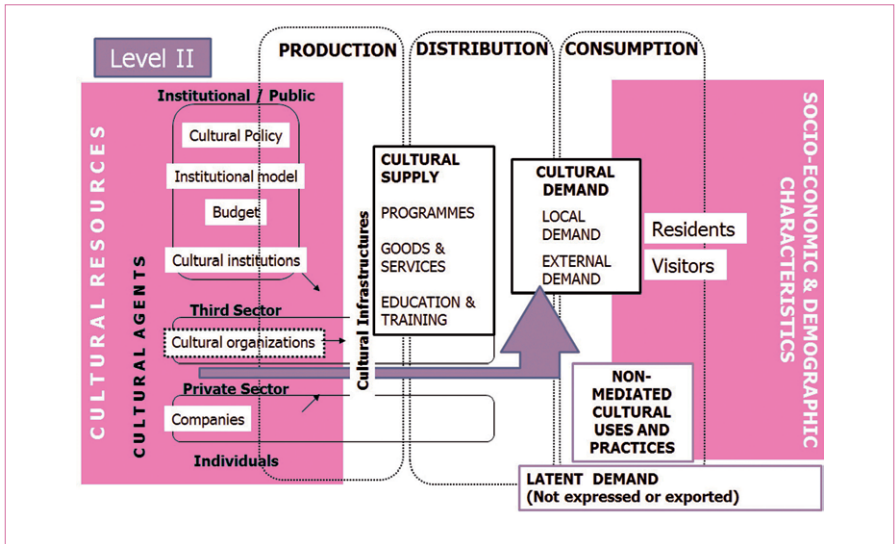 Level II
PRODUCTION
DISTRIBUTION
CONSUMPTION
CULTURAL RESOURCES
CULTURAL AGENTS
Institutional / Public
Cultural Policy
Institutional model
Budget
Cultural institutions
Third Sector
Cultural organizations
Private Sector
Companies
Individuals
Cultural Infrastructures
CULTURAL
SUPPLY
PROGRAMMES
GOODS &
SERVICES
EDUCATION &
TRAINING
CULTURAL
DEMAND
LOCAL
DEMAND
EXTERNAL
DEMAND
Residents
Visitors
SOCIO-ECONOMIC & DEMOGRAPHIC
CHARACTERISTICS
NON-
MEDIATED
CULTURAL
USES AND
PRACTICES
LATENT DEMAND
(Not expressed or exported)